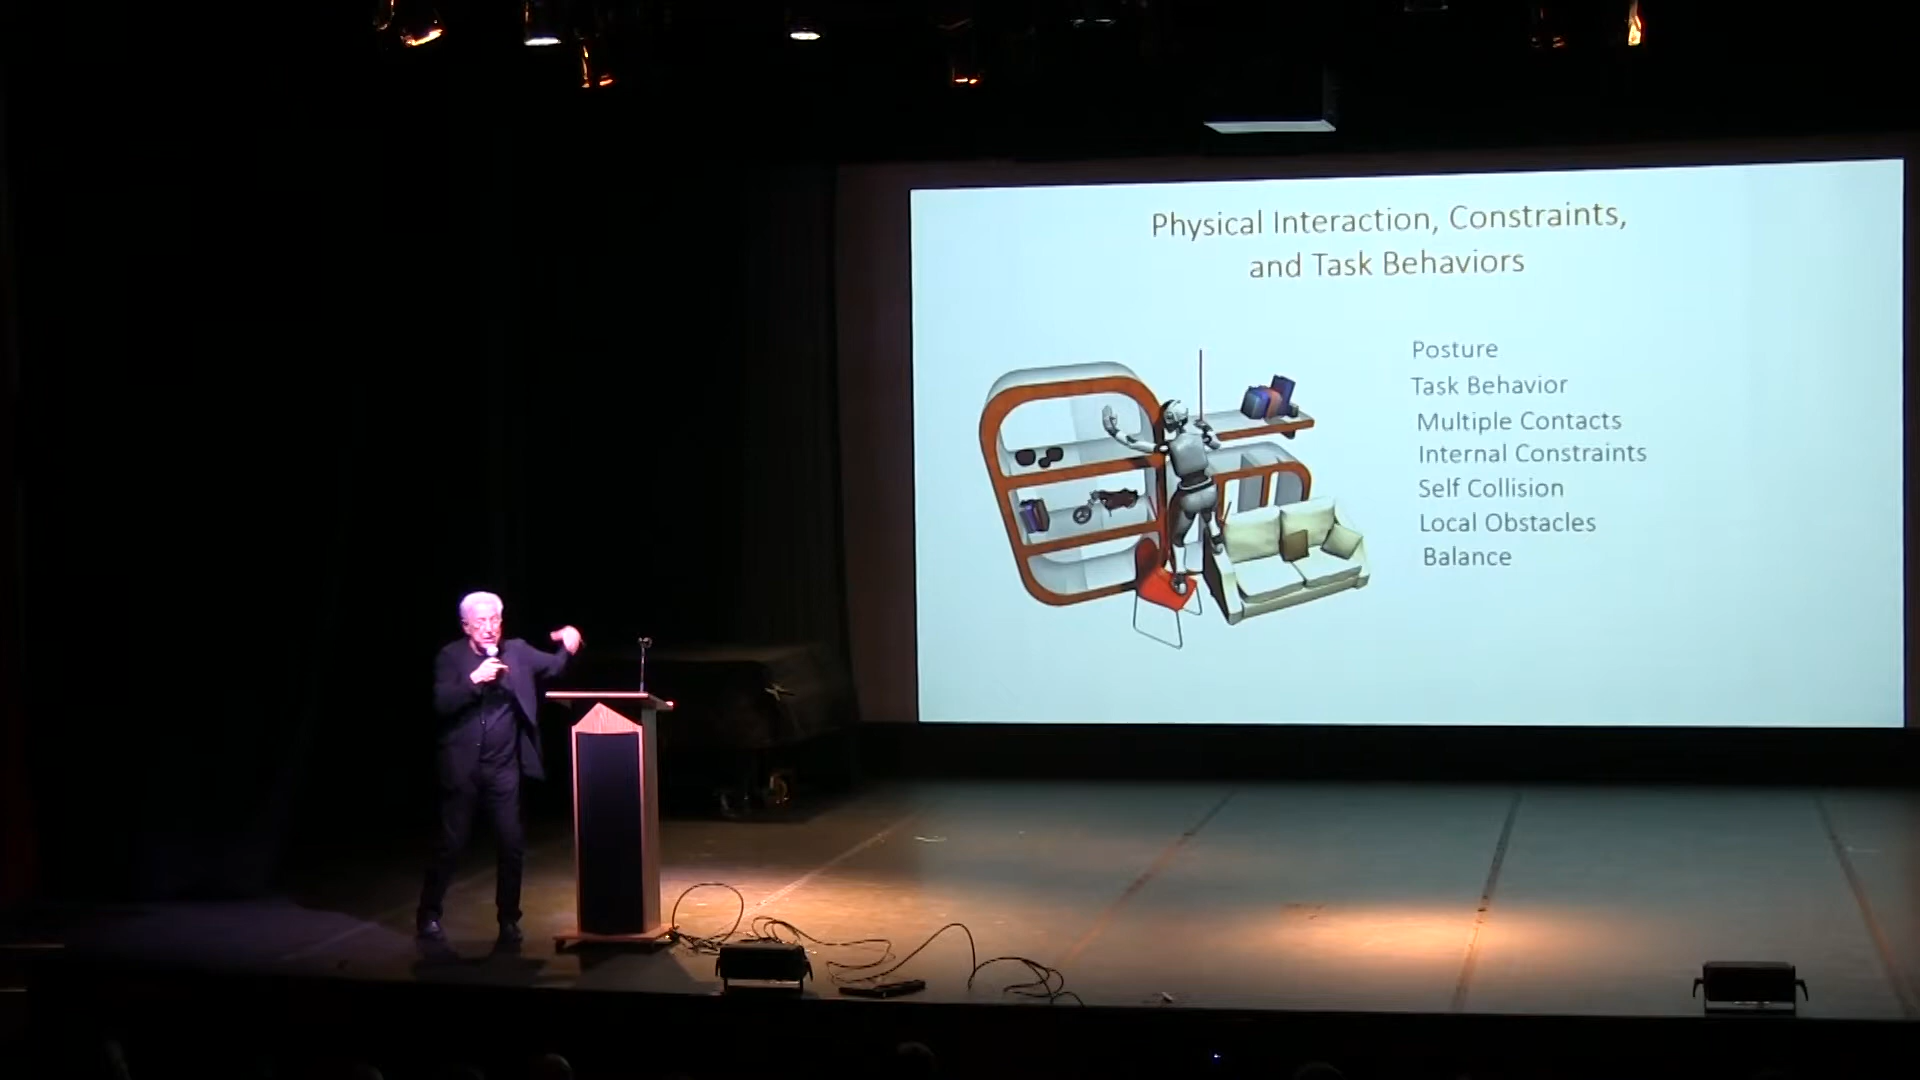 Physical Interaction, Constraints,
and Task Behaviors
Posture
Task Behavior
Multiple Contacts
Internal Constraints
Self Collision
Local Obstacles
Balance